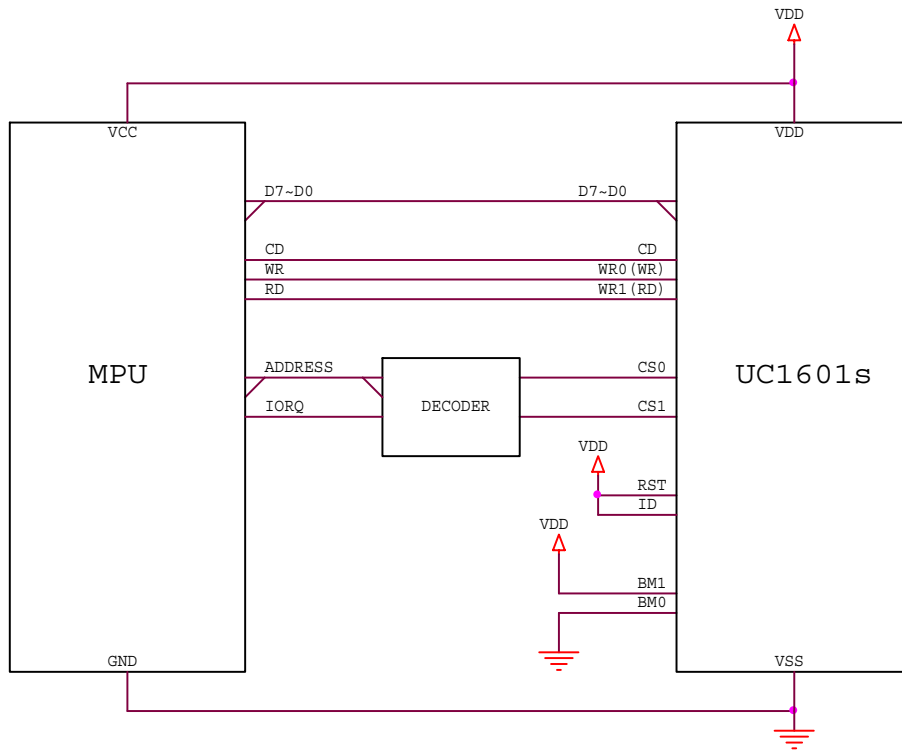 VDD
VCC VDD
D7~D0 D7~D0
CD CD
WR WR0(WR)
RD WR1(RD)
MPU ADDRESS DECODER CS0 UC1601s
IORQ CS1
VDD
RST
ID
VDD
BM1
BM0
GND VSS